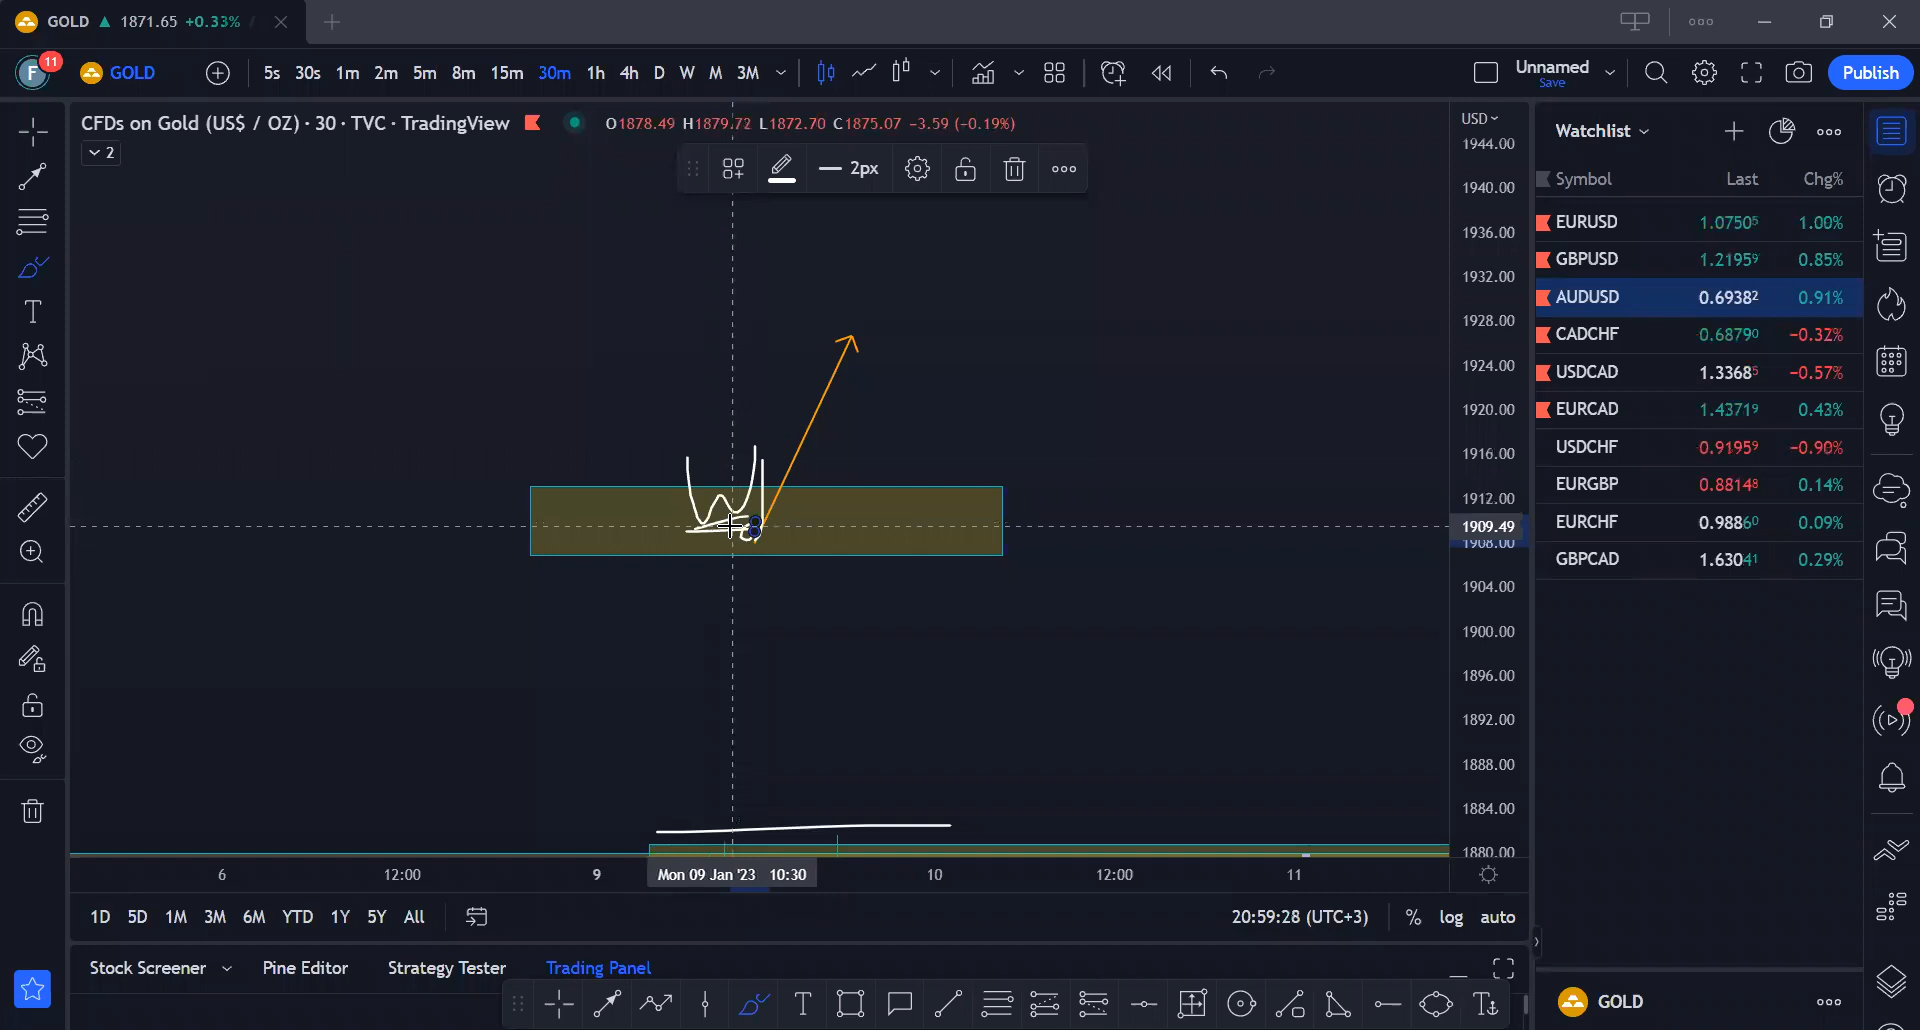 GOLD ▲ 1871.65 +0.33% /
F 11 GOLD 5s 30s 1m 2m 5m 8m 15m 30m 1h 4h D W M 3M Unnamed Save Publish
CFDs on Gold (US$ / OZ) · 30 · TVC · TradingView O1878.49 H1879.72 L1872.70 C1875.07 −3.59 (−0.19%)
2
2px
USD
1944.00
1940.00
1936.00
1932.00
1928.00
1924.00
1920.00
1916.00
1912.00
1909.49
1908.00
1904.00
1900.00
1896.00
1892.00
1888.00
1884.00
1880.00
6 12:00 9 Mon 09 Jan '23 10:30 10 12:00 11
1D 5D 1M 3M 6M YTD 1Y 5Y All 20:59:28 (UTC+3) % log auto
Stock Screener Pine Editor Strategy Tester Trading Panel
Watchlist
Symbol Last Chg%
EURUSD 1.07505 1.00%
GBPUSD 1.21959 0.85%
AUDUSD 0.69382 0.91%
CADCHF 0.68790 −0.32%
USDCAD 1.33685 −0.57%
EURCAD 1.43719 0.43%
USDCHF 0.91959 −0.90%
EURGBP 0.88148 0.14%
EURCHF 0.98860 0.09%
GBPCAD 1.63041 0.29%
GOLD